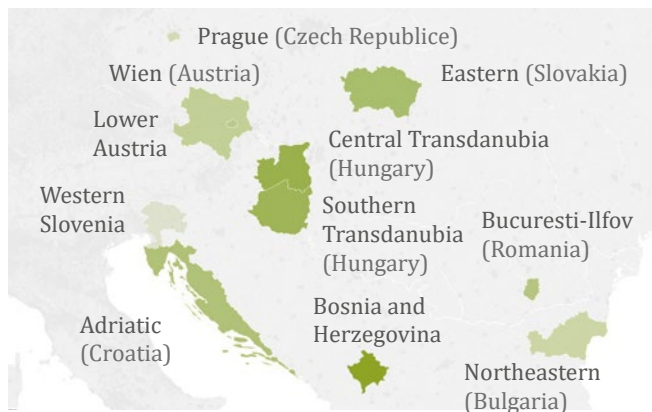 Prague (Czech Republice)
Wien (Austria)
Eastern (Slovakia)
Lower
Austria
Central Transdanubia
(Hungary)
Western
Slovenia
Southern
Transdanubia
(Hungary)
Bucuresti-Ilfov
(Romania)
Adriatic
(Croatia)
Bosnia and
Herzegovina
Northeastern
(Bulgaria)